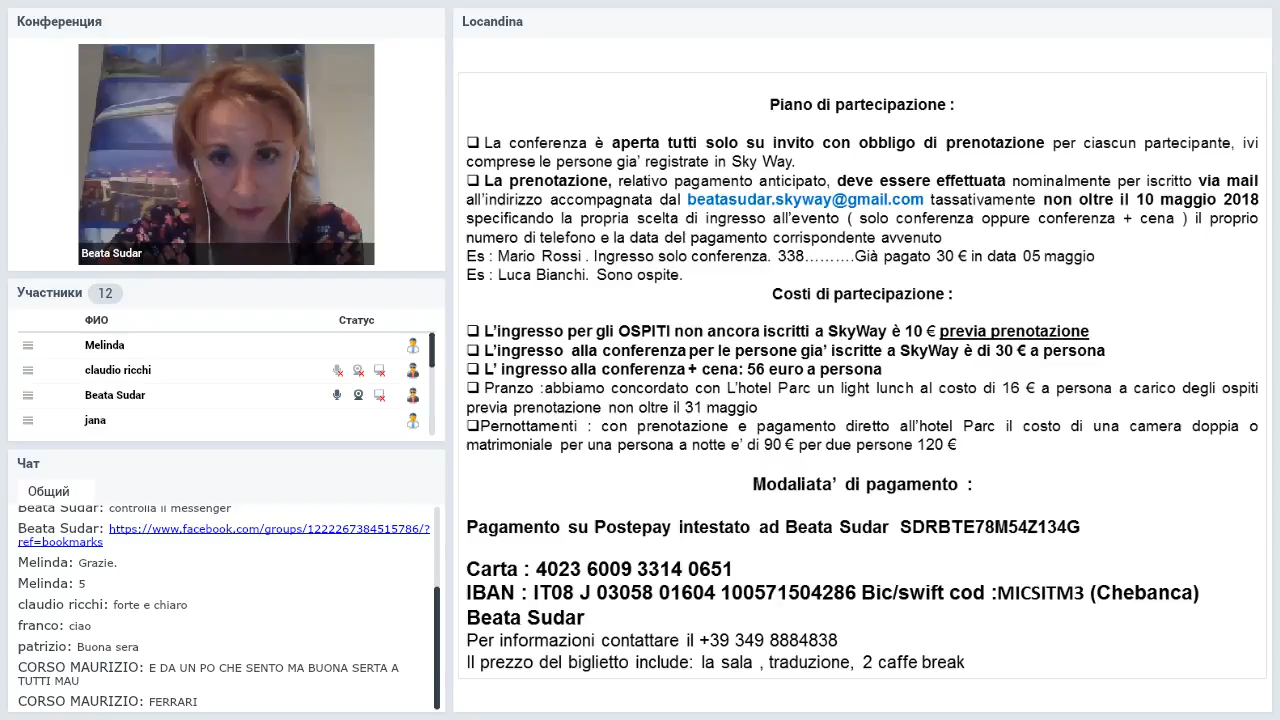 Конференция
Beata Sudar
Участники 12
ФИО Статус
Melinda
claudio ricchi
Beata Sudar
jana
Чат
Общий
Beata Sudar: controlla il messenger
Beata Sudar: https://www.facebook.com/groups/1222267384515786/?
ref=bookmarks
Melinda: Grazie.
Melinda: 5
claudio ricchi: forte e chiaro
franco: ciao
patrizio: Buona sera
CORSO MAURIZIO: E DA UN PO CHE SENTO MA BUONA SERTA A
TUTTI MAU
CORSO MAURIZIO: FERRARI
Locandina
Piano di partecipazione :
❑ La conferenza è aperta tutti solo su invito con obbligo di prenotazione per ciascun partecipante, ivi
comprese le persone gia' registrate in Sky Way.
❑ La prenotazione, relativo pagamento anticipato, deve essere effettuata nominalmente per iscritto via mail
all'indirizzo accompagnata dal beatasudar.skyway@gmail.com tassativamente non oltre il 10 maggio 2018
specificando la propria scelta di ingresso all'evento ( solo conferenza oppure conferenza + cena ) il proprio
numero di telefono e la data del pagamento corrispondente avvenuto
Es : Mario Rossi . Ingresso solo conferenza. 338……….Già pagato 30 € in data 05 maggio
Es : Luca Bianchi. Sono ospite.
Costi di partecipazione :
❑ L'ingresso per gli OSPITI non ancora iscritti a SkyWay è 10 € previa prenotazione
❑ L'ingresso alla conferenza per le persone gia' iscritte a SkyWay è di 30 € a persona
❑ L' ingresso alla conferenza + cena: 56 euro a persona
❑ Pranzo :abbiamo concordato con L'hotel Parc un light lunch al costo di 16 € a persona a carico degli ospiti
previa prenotazione non oltre il 31 maggio
❑Pernottamenti : con prenotazione e pagamento diretto all'hotel Parc il costo di una camera doppia o
matrimoniale per una persona a notte e' di 90 € per due persone 120 €
Modaliata' di pagamento :
Pagamento su Postepay intestato ad Beata Sudar SDRBTE78M54Z134G
Carta : 4023 6009 3314 0651
IBAN : IT08 J 03058 01604 100571504286 Bic/swift cod :MICSITM3 (Chebanca)
Beata Sudar
Per informazioni contattare il +39 349 8884838
Il prezzo del biglietto include: la sala , traduzione, 2 caffe break